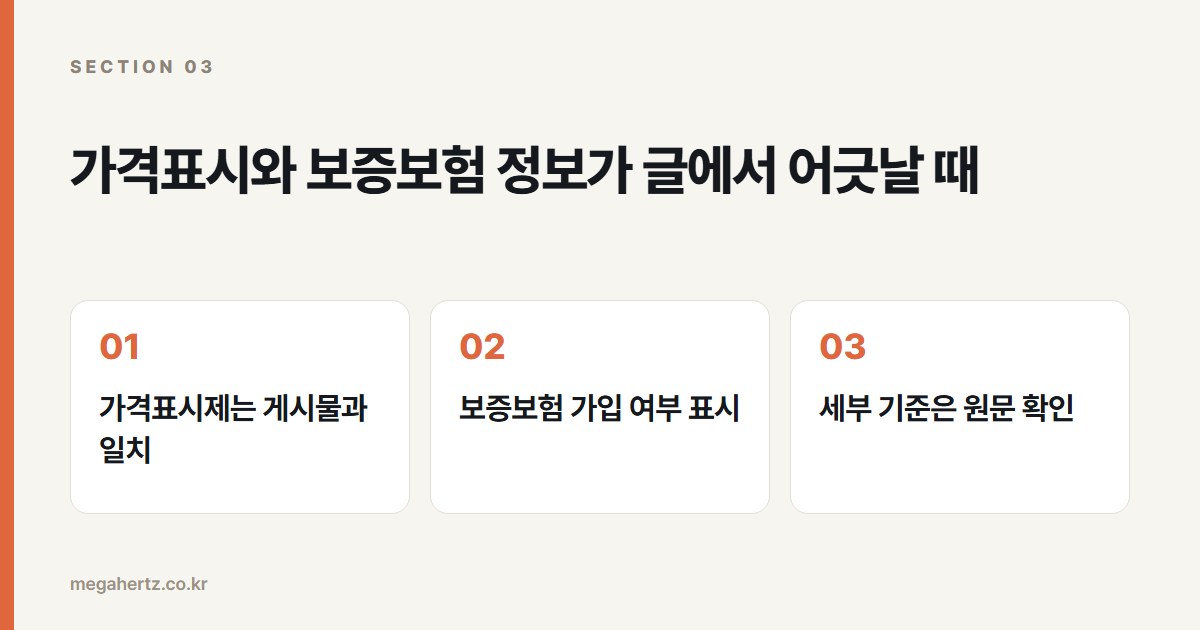 SECTION 03
가격표시와 보증보험 정보가 글에서 어긋날 때
01
가격표시제는 게시물과
일치
02
보증보험 가입 여부 표시
03
세부 기준은 원문 확인
megahertz.co.kr